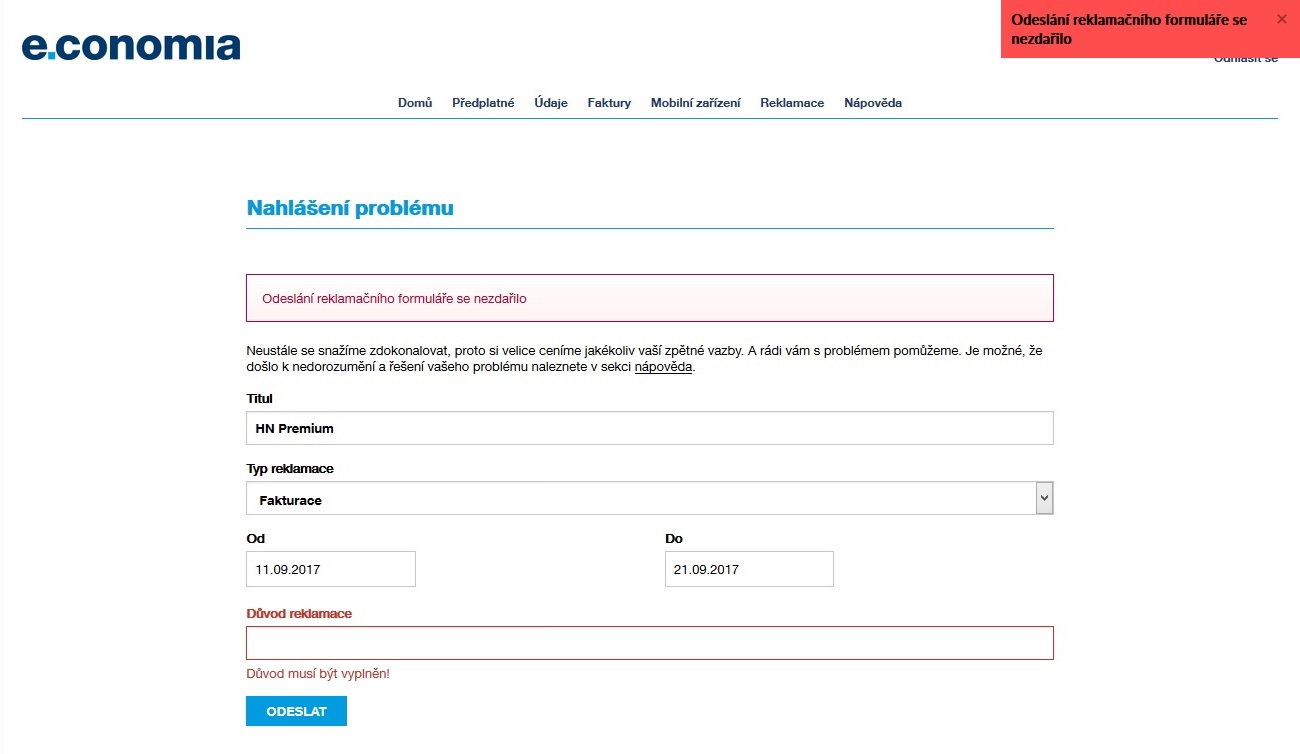 Odeslání reklamačního formuláře se
nezdařilo
×
e.conomia
Odhlásit se
Domů Předplatné Údaje Faktury Mobilní zařízení Reklamace Nápověda
Nahlášení problému
Odeslání reklamačního formuláře se nezdařilo
Neustále se snažíme zdokonalovat, proto si velice ceníme jakékoliv vaší zpětné vazby. A rádi vám s problémem pomůžeme. Je možné, že
došlo k nedorozumění a řešení vašeho problému naleznete v sekci nápověda.
Titul
HN Premium
Typ reklamace
Fakturace
Od Do
11.09.2017 21.09.2017
Důvod reklamace
Důvod musí být vyplněn!
ODESLAT